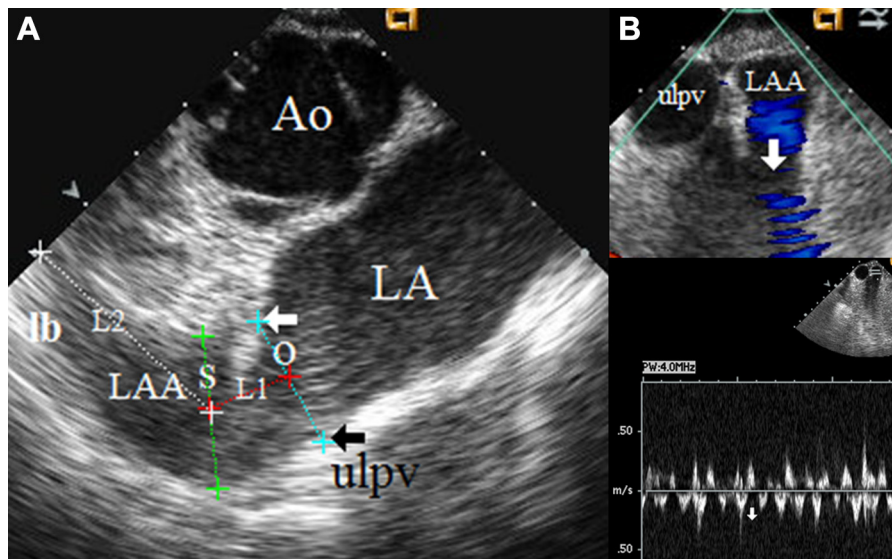 A
Ao
LA
lb
L2
LAA
S
L1
O
ulpv
B
ulpv
LAA
PW:4.0MHz
.50
m/s
.50